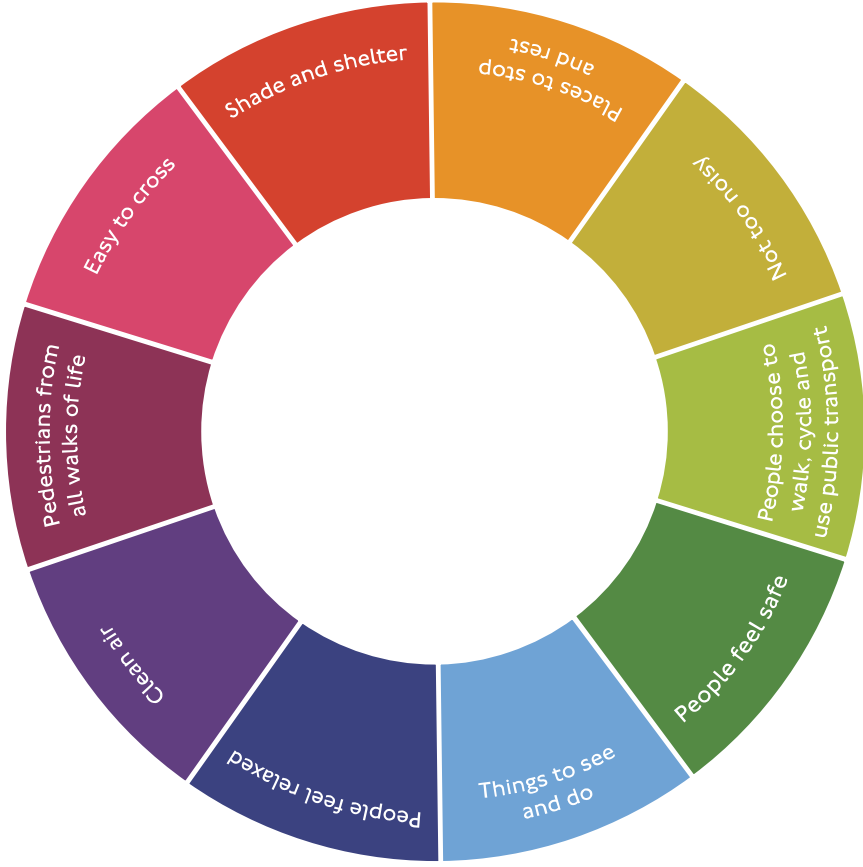 Shade and shelter
Places to stop
and rest
Not too noisy
People choose to
walk, cycle and
use public transport
People feel safe
Things to see
and do
People feel relaxed
Clean air
Pedestrians from
all walks of life
Easy to cross